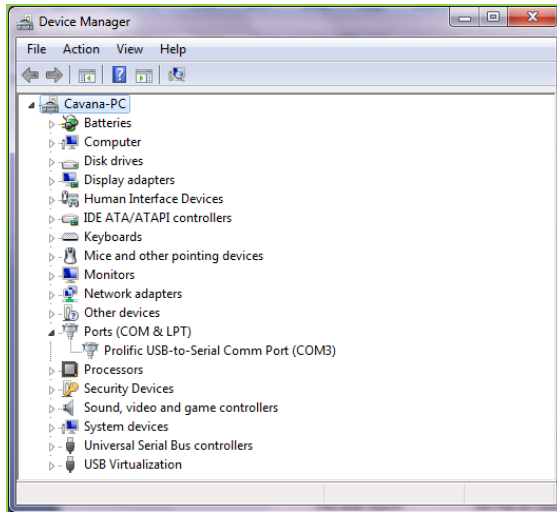 Device Manager
File Action View Help
Cavana-PC
Batteries
Computer
Disk drives
Display adapters
Human Interface Devices
IDE ATA/ATAPI controllers
Keyboards
Mice and other pointing devices
Monitors
Network adapters
Other devices
Ports (COM & LPT)
Prolific USB-to-Serial Comm Port (COM3)
Processors
Security Devices
Sound, video and game controllers
System devices
Universal Serial Bus controllers
USB Virtualization